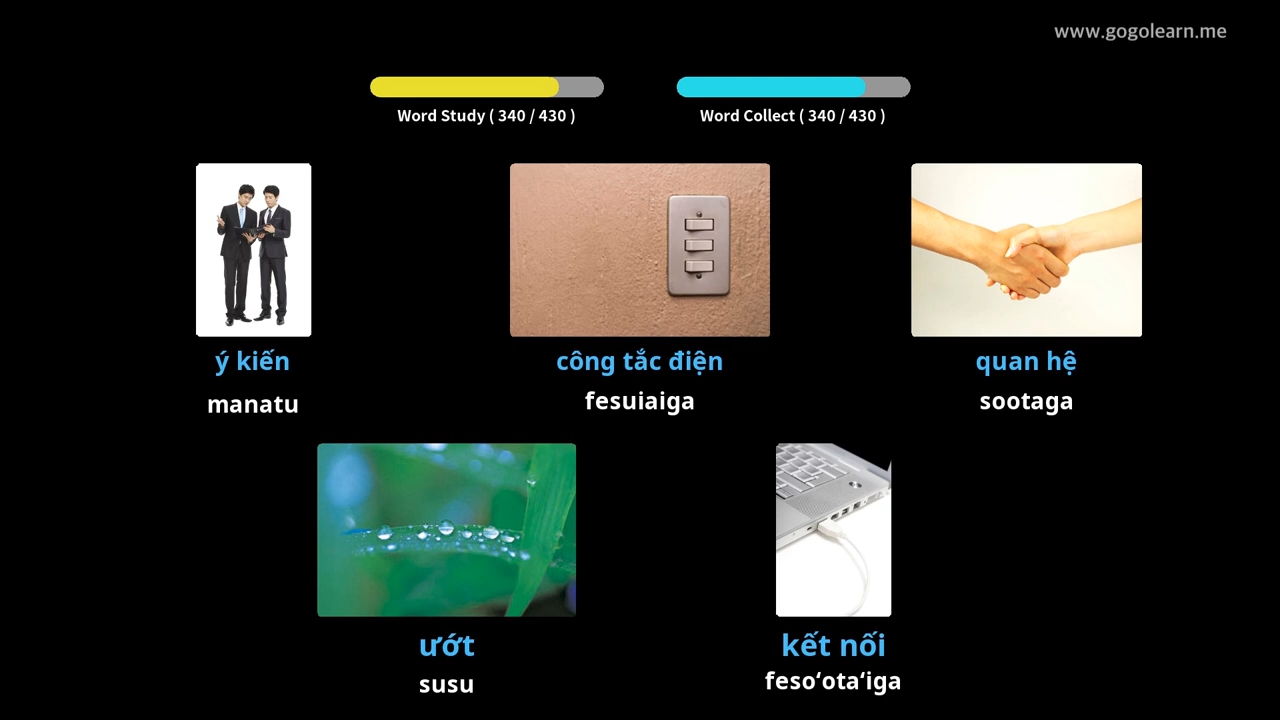 www.gogolearn.me
Word Study ( 340 / 430 )
Word Collect ( 340 / 430 )
ý kiến
manatu
công tắc điện
fesuiaiga
quan hệ
sootaga
ướt
susu
kết nối
fesoʻotaʻiga